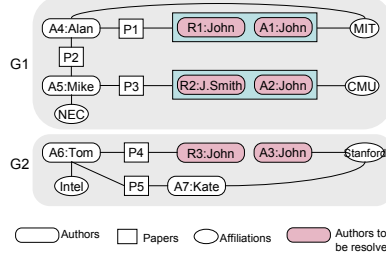 A4:Alan P1 R1:John A1:John MIT
G1 P2
A5:Mike P3 R2:J.Smith A2:John CMU
NEC
A6:Tom P4 R3:John A3:John Stanford
G2
Intel P5 A7:Kate
Authors Papers Affiliations Authors to
be resolve